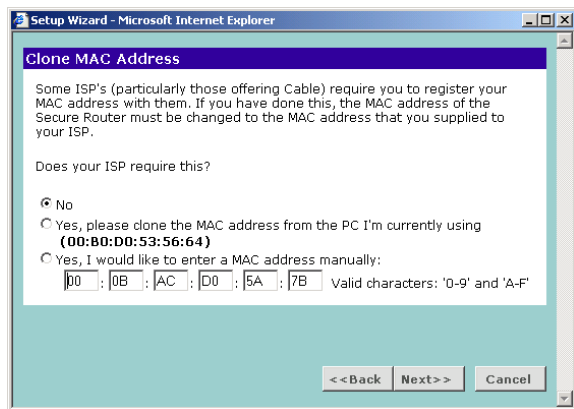 Setup Wizard - Microsoft Internet Explorer
Clone MAC Address
Some ISP's (particularly those offering Cable) require you to register your
MAC address with them. If you have done this, the MAC address of the
Secure Router must be changed to the MAC address that you supplied to
your ISP.
Does your ISP require this?
No
Yes, please clone the MAC address from the PC I'm currently using
(00:B0:D0:53:56:64)
Yes, I would like to enter a MAC address manually:
00 : 0B : AC : D0 : 5A : 7B Valid characters: '0-9' and 'A-F'
<<Back Next>> Cancel